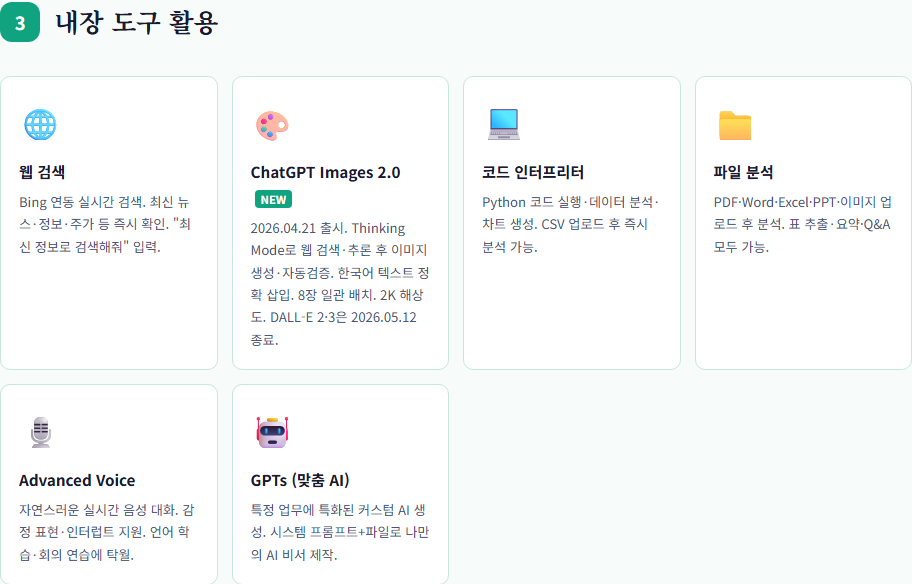 3 내장 도구 활용
웹 검색
Bing 연동 실시간 검색. 최신 뉴
스·정보·주가 등 즉시 확인. "최
신 정보로 검색해줘" 입력.
ChatGPT Images 2.0
NEW
2026.04.21 출시. Thinking
Mode로 웹 검색·추론 후 이미지
생성·자동검증. 한국어 텍스트 정
확 삽입. 8장 일관 배치. 2K 해상
도. DALL-E 2·3은 2026.05.12
종료.
코드 인터프리터
Python 코드 실행·데이터 분석·
차트 생성. CSV 업로드 후 즉시
분석 가능.
파일 분석
PDF·Word·Excel·PPT·이미지 업
로드 후 분석. 표 추출·요약·Q&A
모두 가능.
Advanced Voice
자연스러운 실시간 음성 대화. 감
정 표현·인터럽트 지원. 언어 학
습·회의 연습에 탁월.
GPTs (맞춤 AI)
특정 업무에 특화된 커스텀 AI 생
성. 시스템 프롬프트+파일로 나만
의 AI 비서 제작.